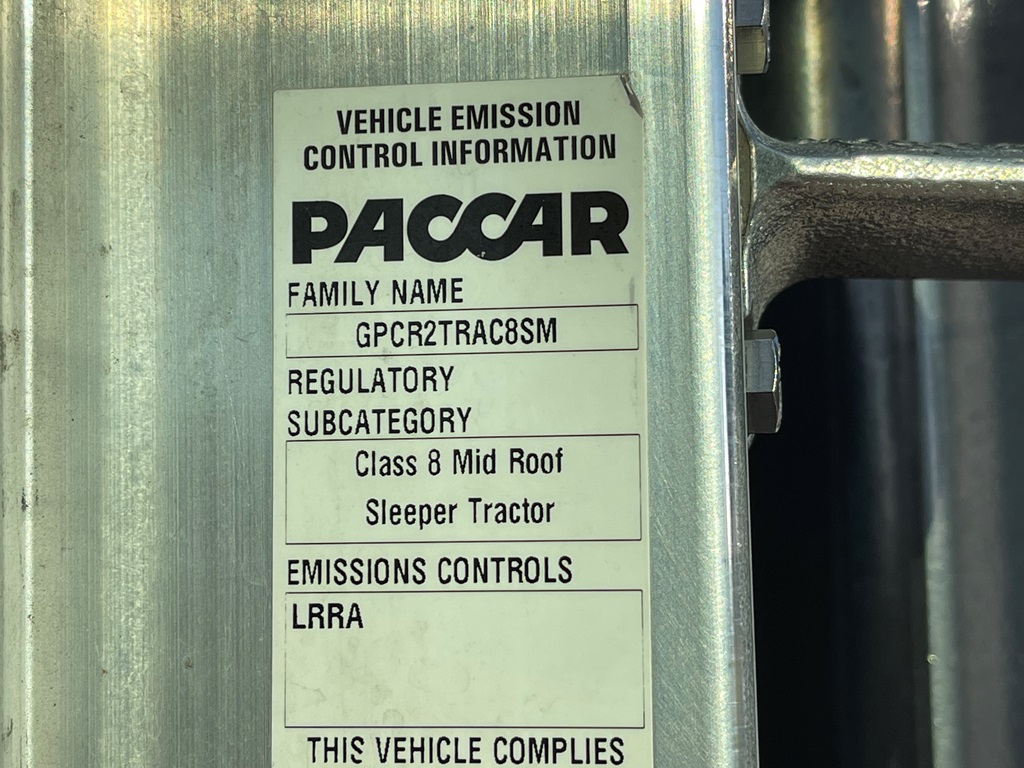 VEHICLE EMISSION
CONTROL INFORMATION
PACCAR
FAMILY NAME
GPCR2TRAC8SM
REGULATORY
SUBCATEGORY
Class 8 Mid Roof
Sleeper Tractor
EMISSIONS CONTROLS
LRRA
THIS VEHICLE COMPLIES